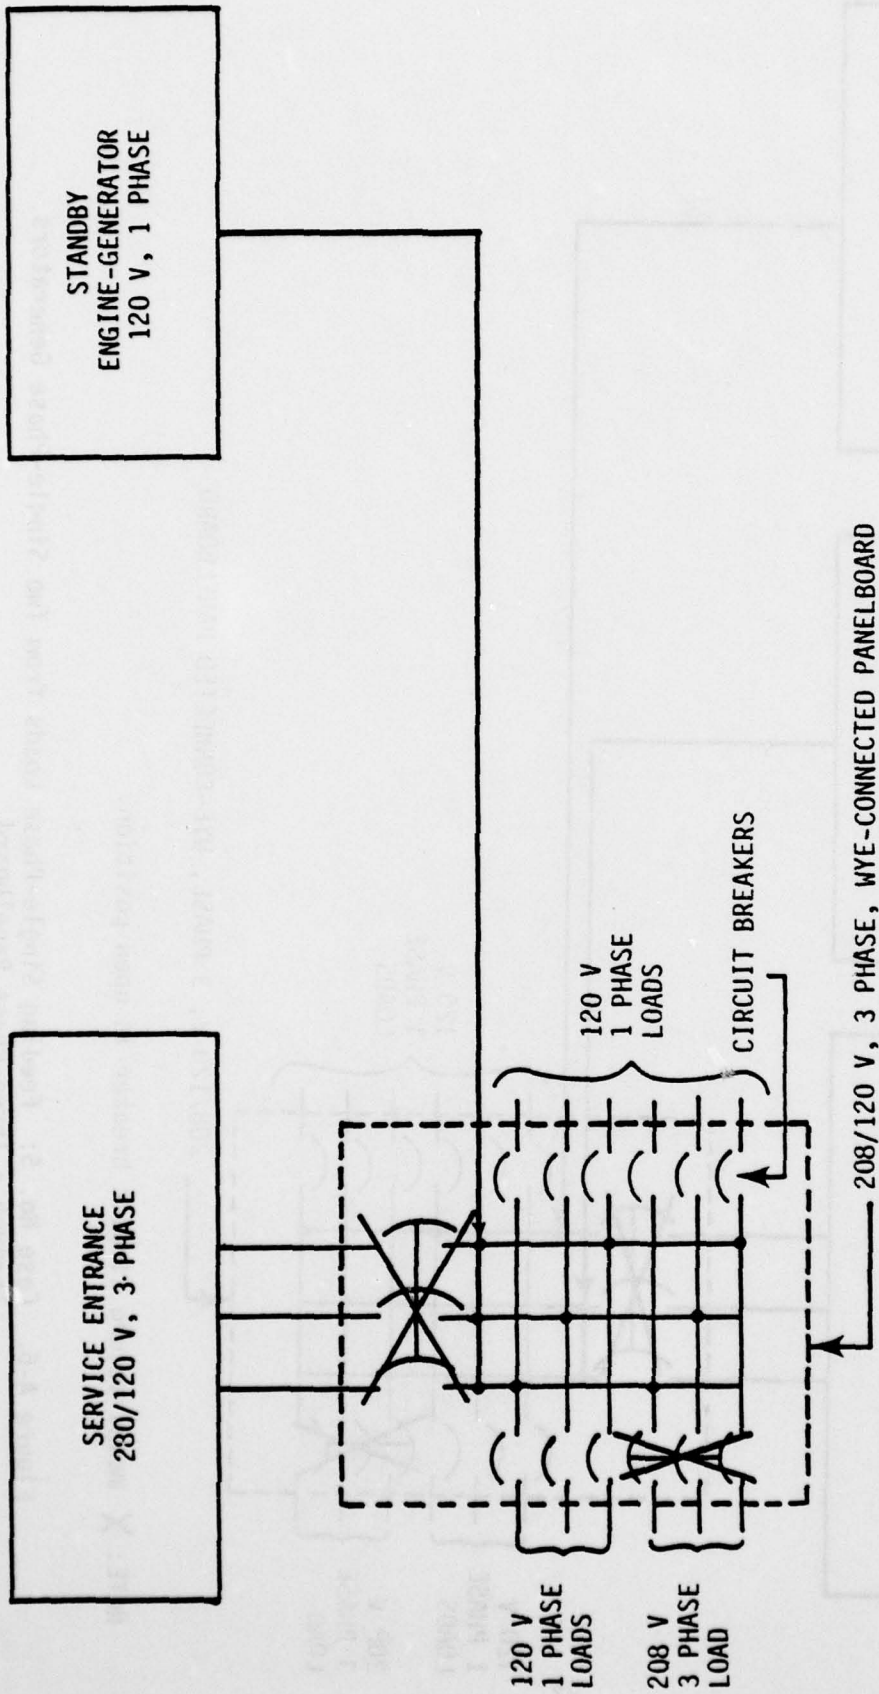 SERVICE ENTRANCE
280/120 V, 3 PHASE
STANDBY
ENGINE-GENERATOR
120 V, 1 PHASE
120 V
1 PHASE
LOADS
208 V
3 PHASE
LOAD
120 V
1 PHASE
LOADS
CIRCUIT BREAKERS
208/120 V, 3 PHASE, WYE-CONNECTED PANELBOARD